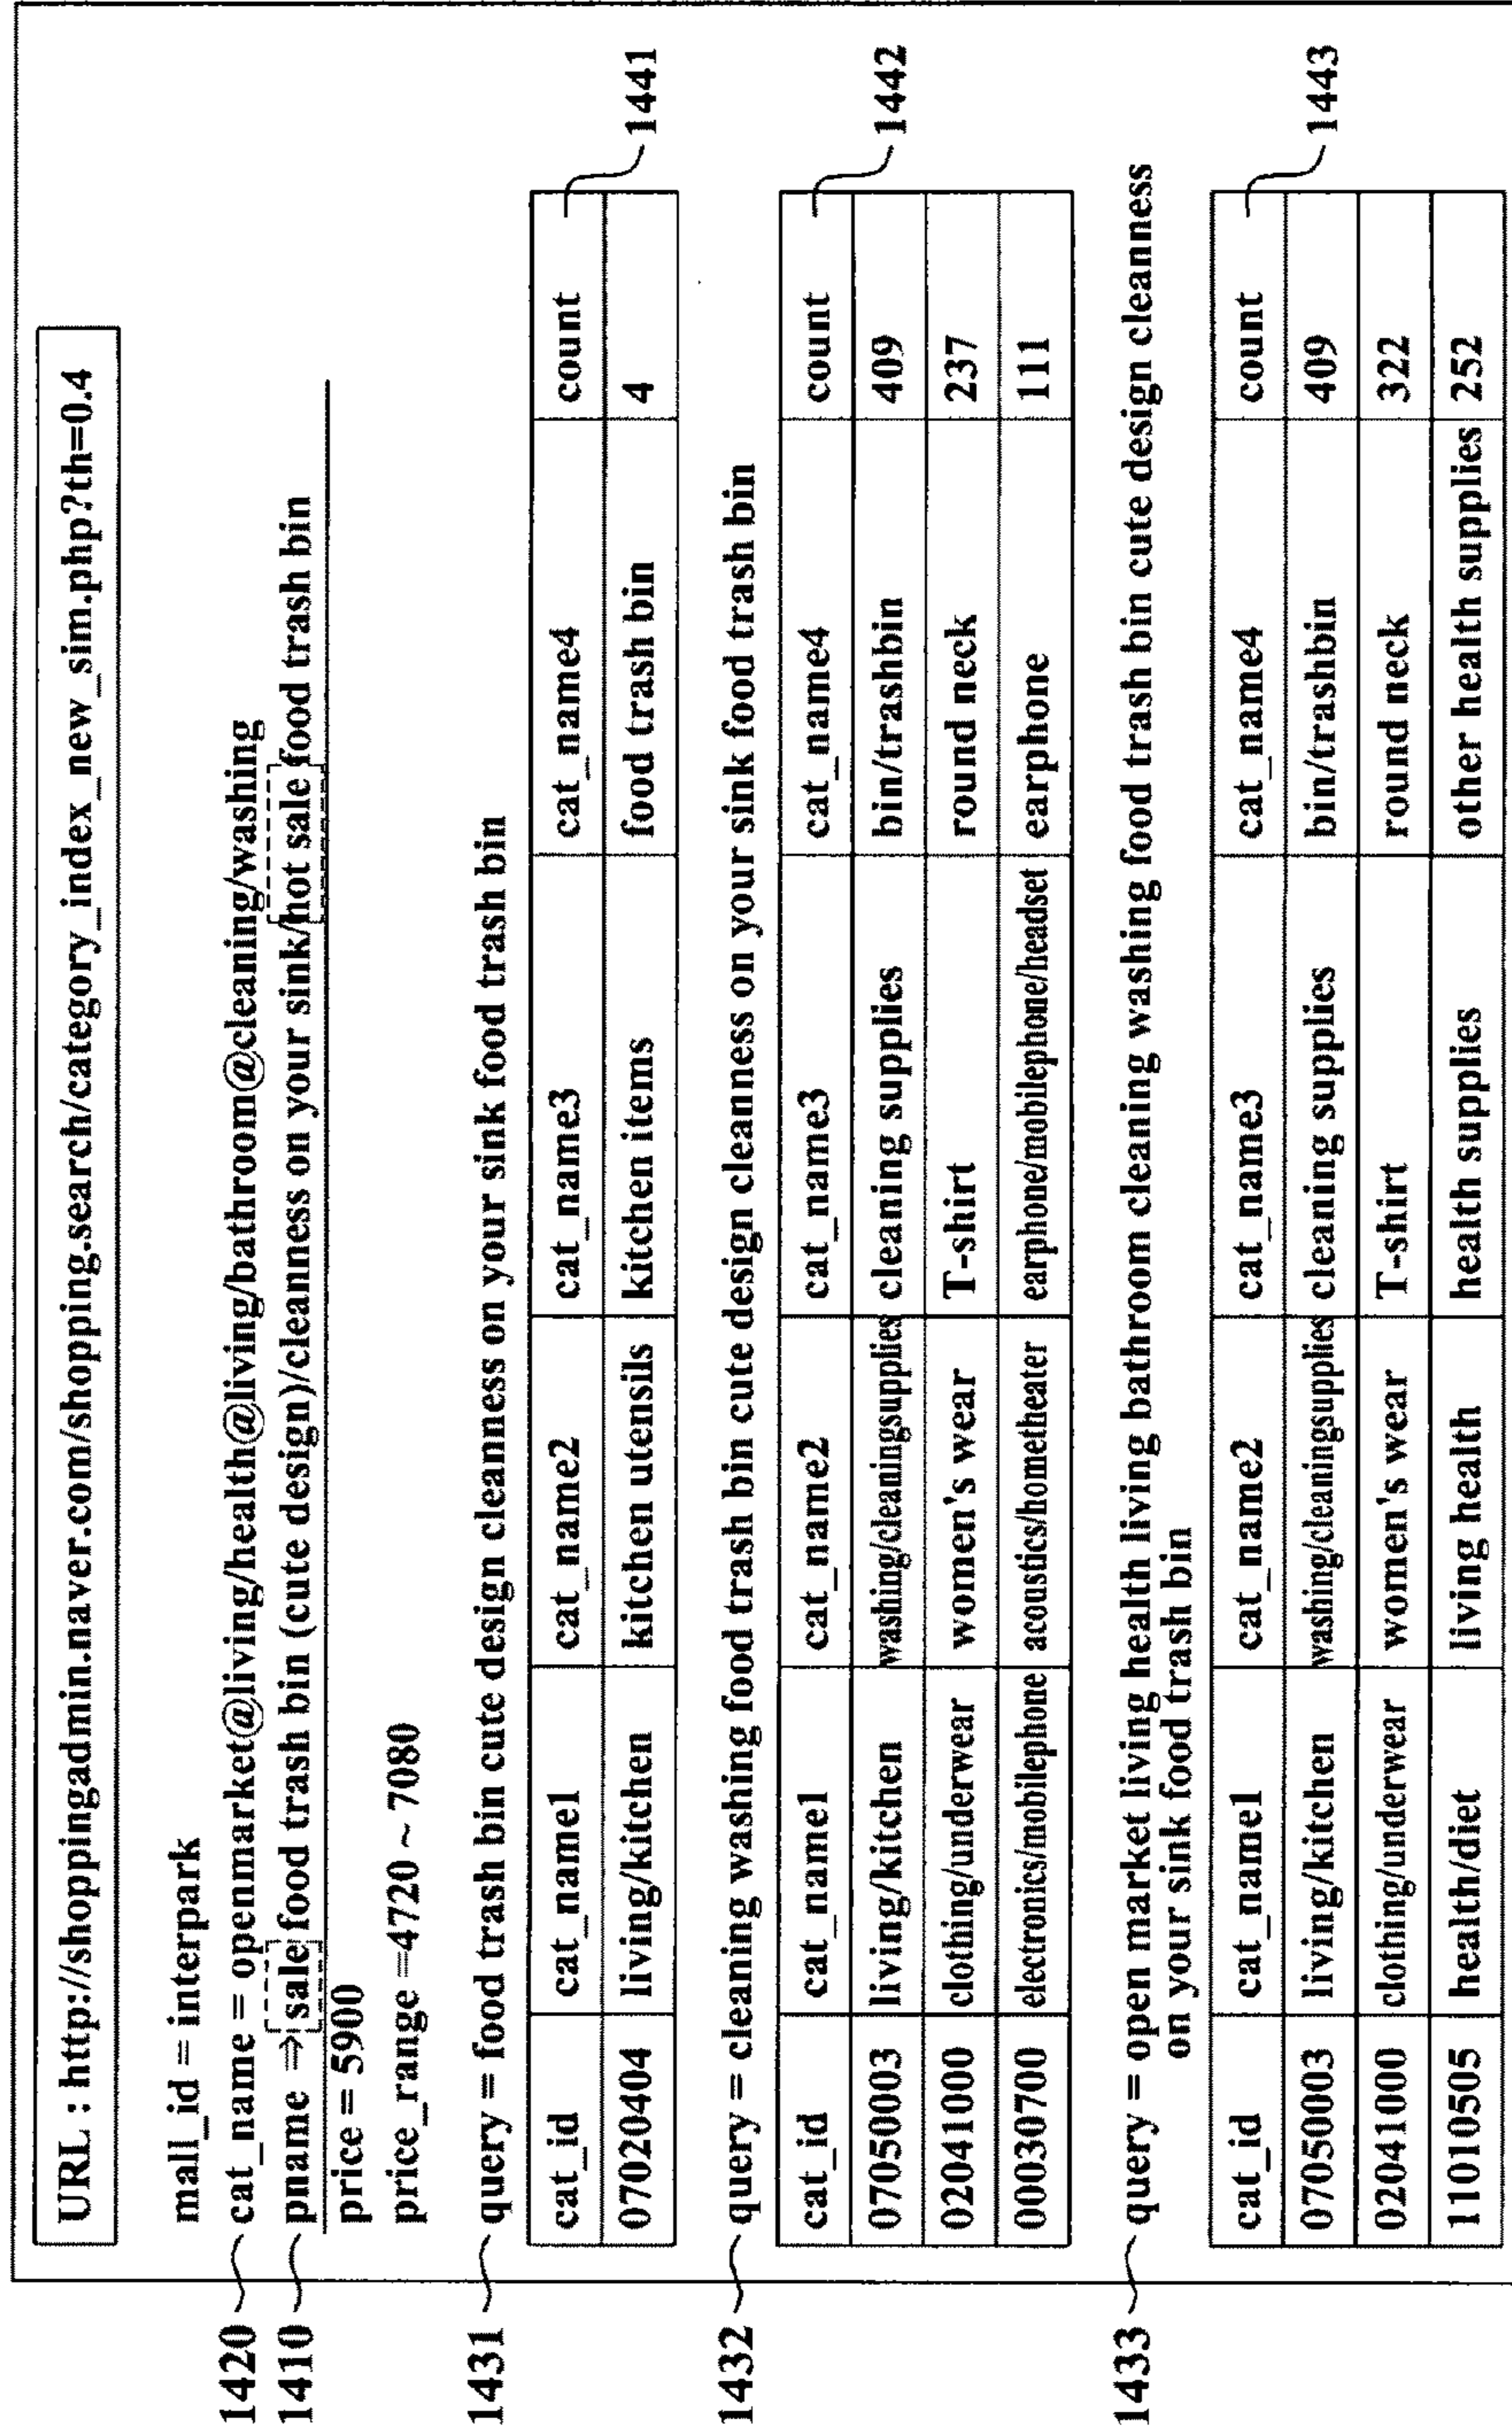 URL : http://shoppingadmin.naver.com/shopping.search/category_index_new_sim.php?th=0.4
mall_id = interpark
1420 cat_name = openmarket@living/health@living/bathroom@cleaning/washing
1410 pname ⇒ sale food trash bin (cute design)/cleanness on your sink/hot sale food trash bin
price = 5900
price_range =4720 ~ 7080
1431 query = food trash bin cute design cleanness on your sink food trash bin
cat_id cat_name1 cat_name2 cat_name3 cat_name4 count 1441
07020404 living/kitchen kitchen utensils kitchen items food trash bin 4
1432 query = cleaning washing food trash bin cute design cleanness on your sink food trash bin
cat_id cat_name1 cat_name2 cat_name3 cat_name4 count 1442
07050003 living/kitchen washing/cleaningsupplies cleaning supplies bin/trashbin 409
02041000 clothing/underwear women's wear T-shirt round neck 237
00030700 electronics/mobilephone acoustics/hometheater earphone/mobilephone/headset earphone 111
1433 query = open market living health living bathroom cleaning washing food trash bin cute design cleanness
on your sink food trash bin
cat_id cat_name1 cat_name2 cat_name3 cat_name4 count 1443
07050003 living/kitchen washing/cleaningsupplies cleaning supplies bin/trashbin 409
02041000 clothing/underwear women's wear T-shirt round neck 322
11010505 health/diet living health health supplies other health supplies 252